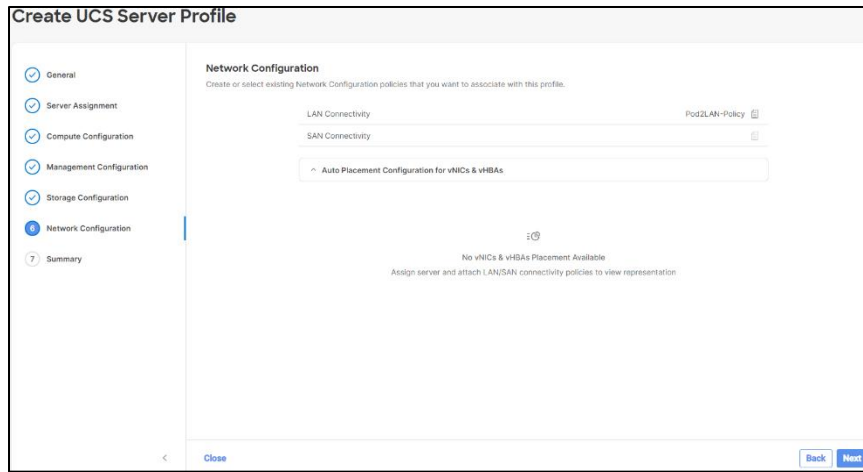 Create UCS Server Profile
General
Server Assignment
Compute Configuration
Management Configuration
Storage Configuration
6 Network Configuration
7 Summary
Network Configuration
Create or select existing Network Configuration policies that you want to associate with this profile.
LAN Connectivity Pod2LAN-Policy
SAN Connectivity
Auto Placement Configuration for vNICs & vHBAs
No vNICs & vHBAs Placement Available
Assign server and attach LAN/SAN connectivity policies to view representation
< Close Back Next